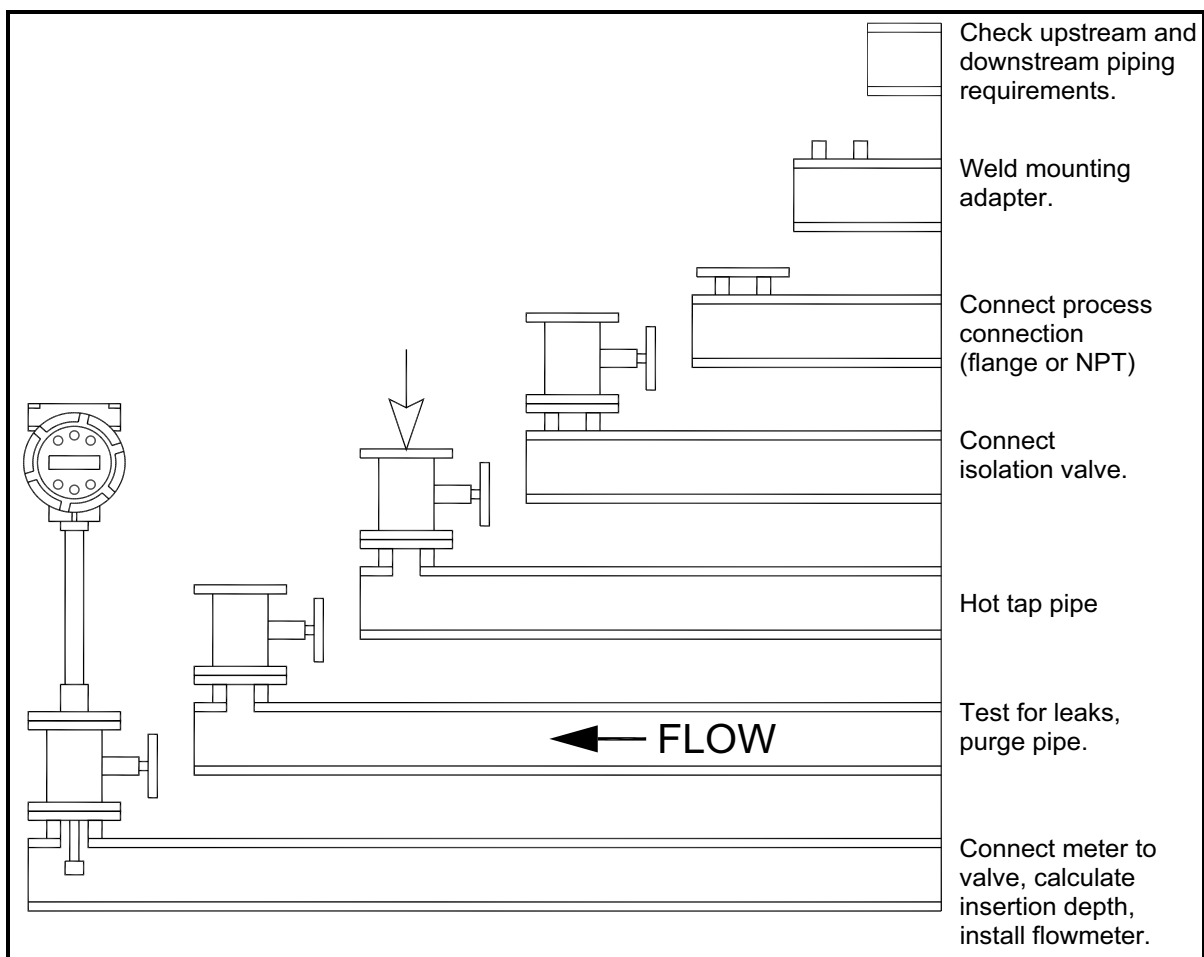 Check upstream and
downstream piping
requirements.
Weld mounting
adapter.
Connect process
connection
(flange or NPT)
Connect
isolation valve.
Hot tap pipe
Test for leaks,
purge pipe.
FLOW
Connect meter to
valve, calculate
insertion depth,
install flowmeter.